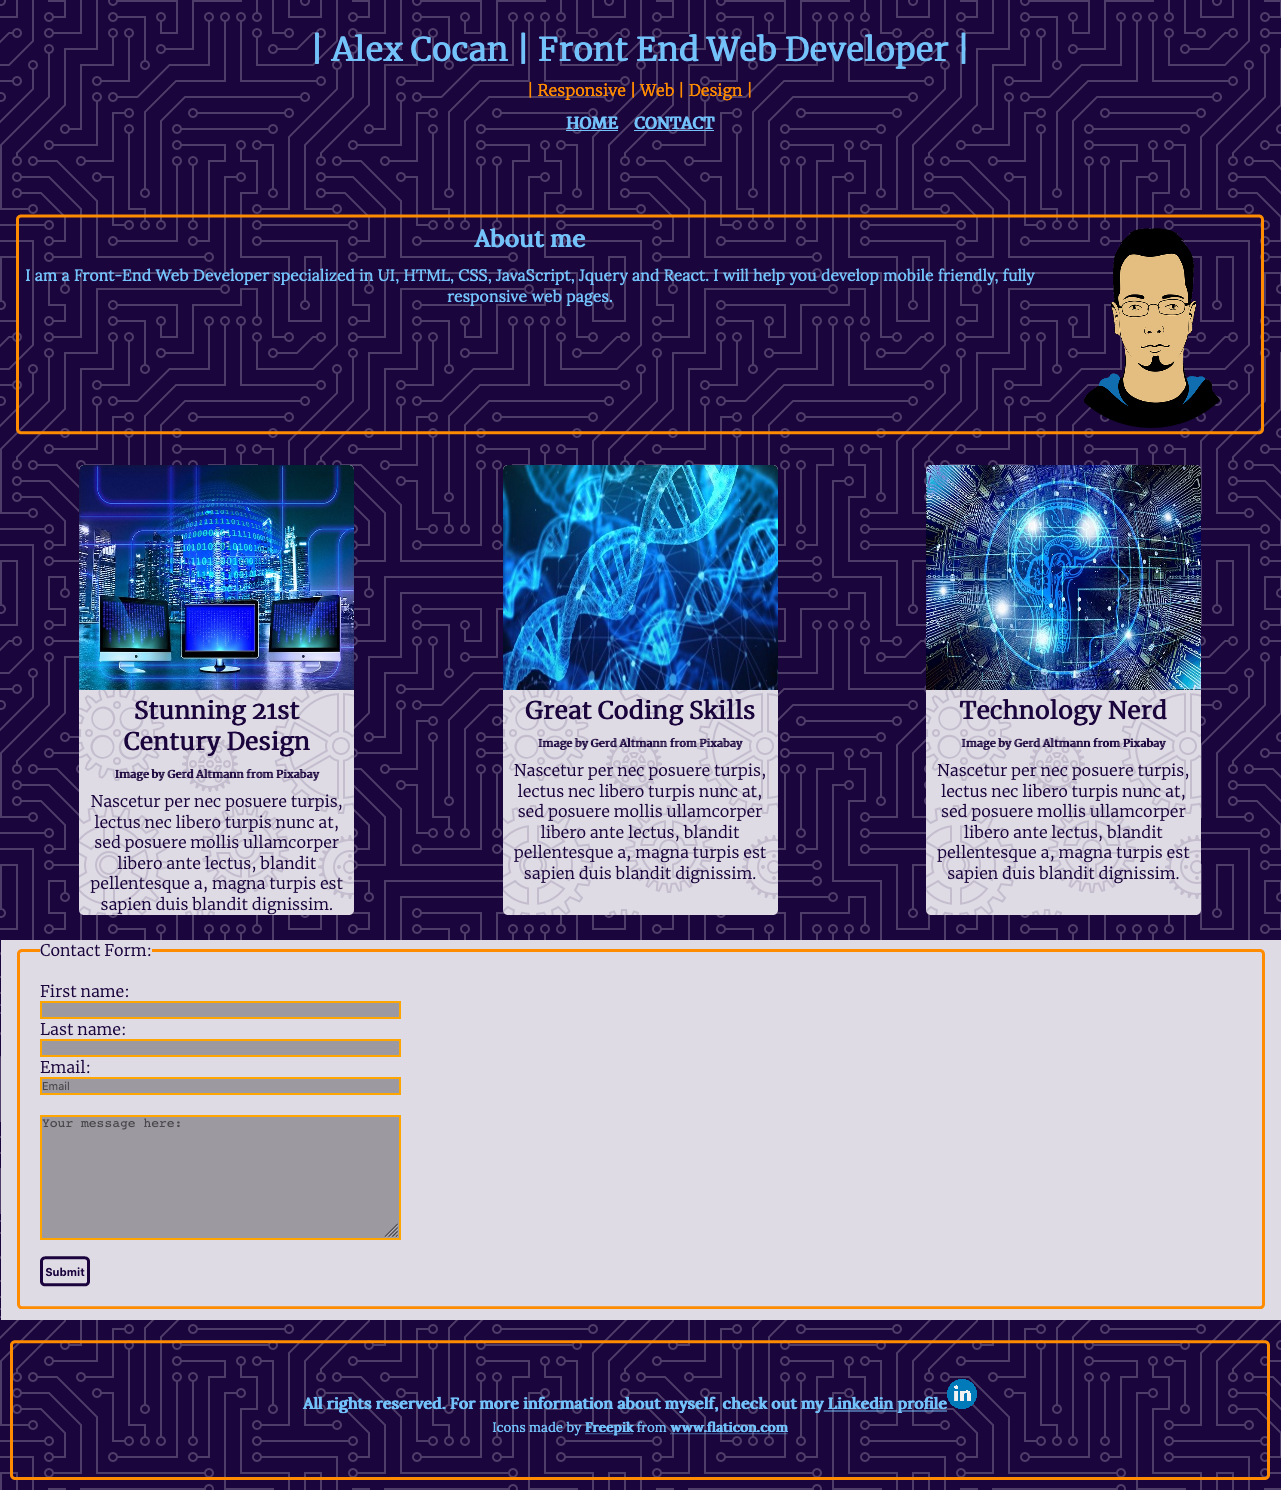 | Alex Cocan | Front End Web Developer |
| Responsive | Web | Design |
HOME CONTACT
About me
I am a Front-End Web Developer specialized in UI, HTML, CSS, JavaScript, Jquery and React. I will help you develop mobile friendly, fully
responsive web pages.
Stunning 21st
Century Design
Image by Gerd Altmann from Pixabay
Nascetur per nec posuere turpis,
lectus nec libero turpis nunc at,
sed posuere mollis ullamcorper
libero ante lectus, blandit
pellentesque a, magna turpis est
sapien duis blandit dignissim.
Great Coding Skills
Image by Gerd Altmann from Pixabay
Nascetur per nec posuere turpis,
lectus nec libero turpis nunc at,
sed posuere mollis ullamcorper
libero ante lectus, blandit
pellentesque a, magna turpis est
sapien duis blandit dignissim.
Technology Nerd
Image by Gerd Altmann from Pixabay
Nascetur per nec posuere turpis,
lectus nec libero turpis nunc at,
sed posuere mollis ullamcorper
libero ante lectus, blandit
pellentesque a, magna turpis est
sapien duis blandit dignissim.
Contact Form:
First name:
Last name:
Email:
Email
Your message here:
Submit
All rights reserved. For more information about myself, check out my Linkedin profile in
Icons made by Freepik from www.flaticon.com